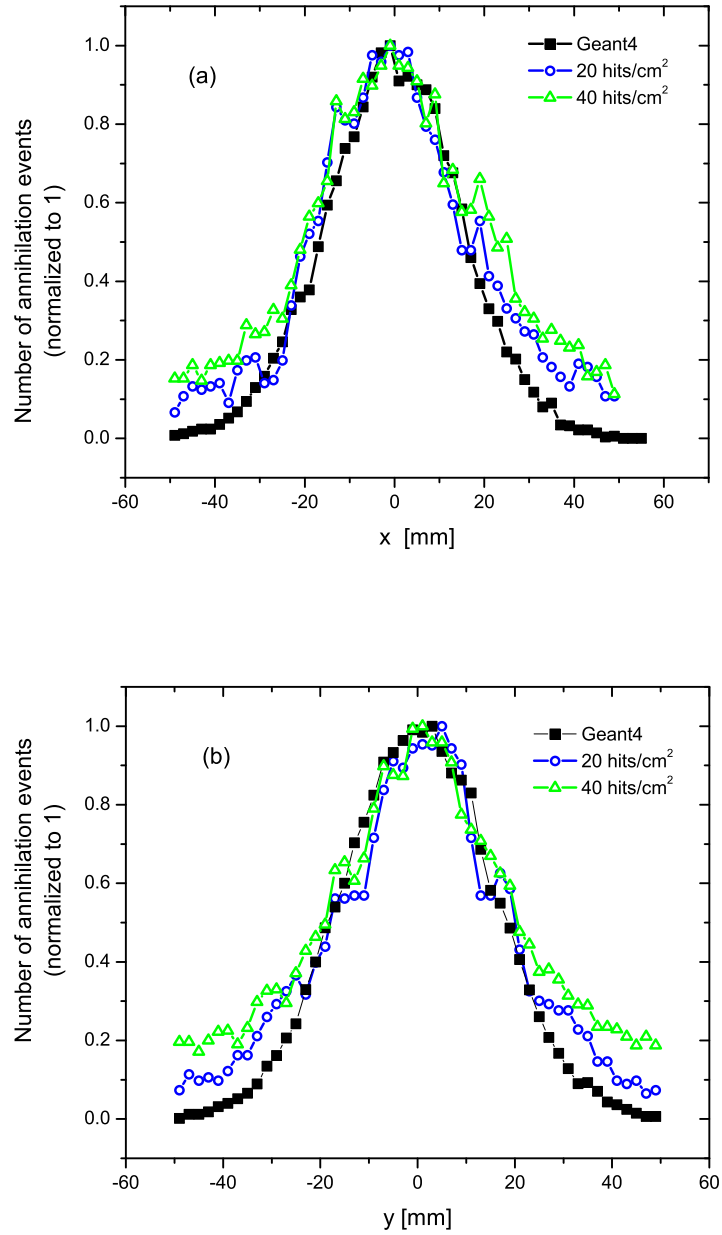 (a)
Geant4
20 hits/cm²
40 hits/cm²
Number of annihilation events
(normalized to 1)
1.0
0.8
0.6
0.4
0.2
0.0
-60 -40 -20 0 20 40 60
x [mm]
(b)
Geant4
20 hits/cm²
40 hits/cm²
Number of annihilation events
(normalized to 1)
1.0
0.8
0.6
0.4
0.2
0.0
-60 -40 -20 0 20 40 60
y [mm]